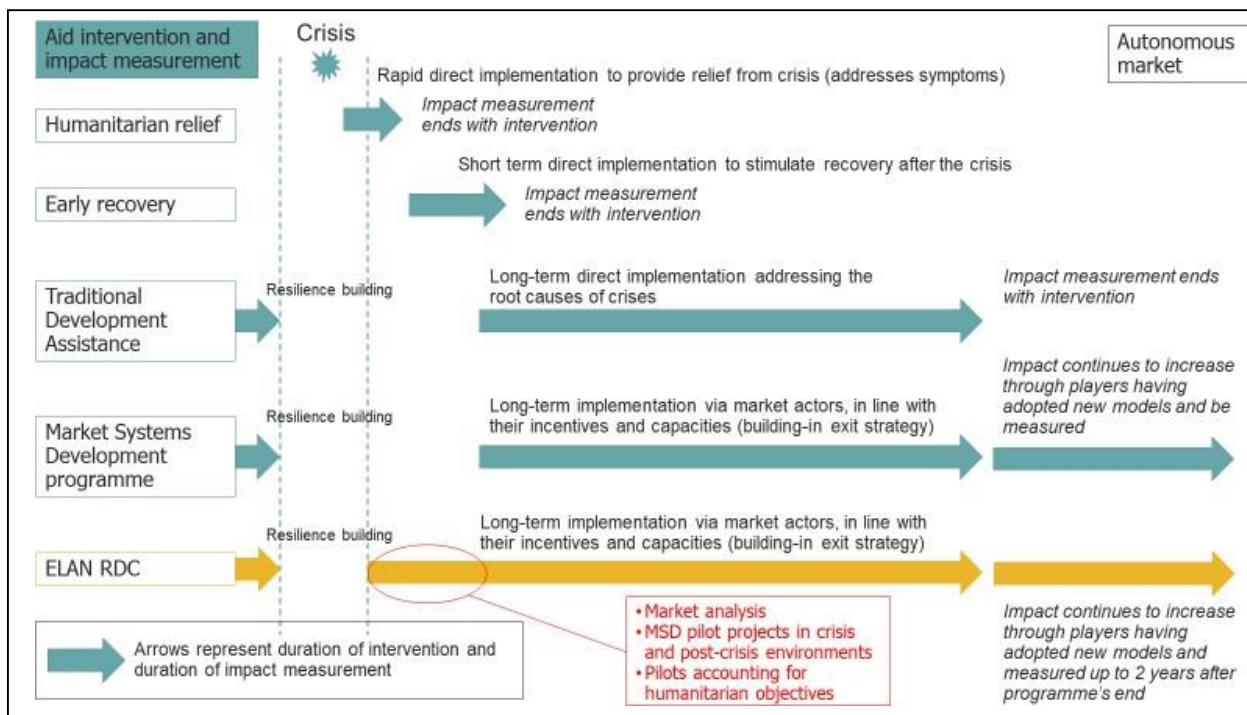 Aid intervention and
impact measurement
Crisis
Autonomous
market
Rapid direct implementation to provide relief from crisis (addresses symptoms)
Humanitarian relief
Impact measurement
ends with intervention
Short term direct implementation to stimulate recovery after the crisis
Early recovery
Impact measurement
ends with intervention
Traditional
Development
Assistance
Resilience building
Long-term direct implementation addressing the
root causes of crises
Impact measurement ends
with intervention
Market Systems
Development
programme
Resilience building
Long-term implementation via market actors, in line with
their incentives and capacities (building-in exit strategy)
Impact continues to increase
through players having
adopted new models and be
measured
ELAN RDC
Resilience building
Long-term implementation via market actors, in line with
their incentives and capacities (building-in exit strategy)
• Market analysis
• MSD pilot projects in crisis
and post-crisis environments
• Pilots accounting for
humanitarian objectives
Impact continues to increase
through players having
adopted new models and
measured up to 2 years after
programme's end
Arrows represent duration of intervention and
duration of impact measurement